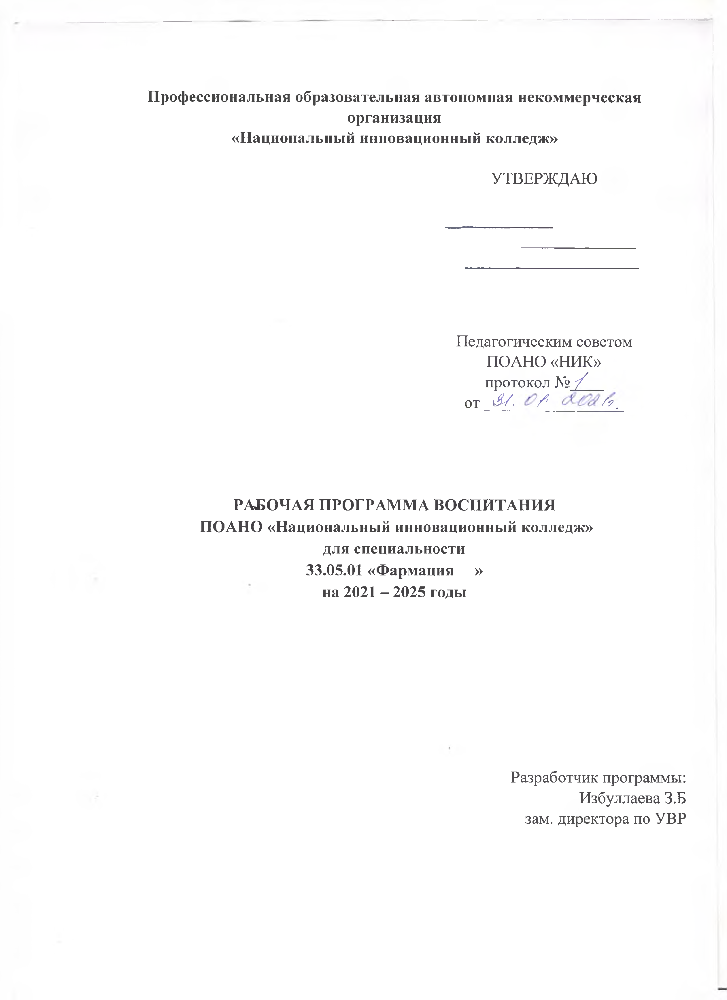 Профессиональная образовательная автономная некоммерческая
организация
«Национальный инновационный колледж»
УТВЕРЖДАЮ
Педагогическим советом
ПОАНО «НИК»
протокол № 1
от 31. 01. 2021г.
РАБОЧАЯ ПРОГРАММА ВОСПИТАНИЯ
ПОАНО «Национальный инновационный колледж»
для специальности
33.05.01 «Фармация »
на 2021 – 2025 годы
Разработчик программы:
Избуллаева З.Б
зам. директора по УВР